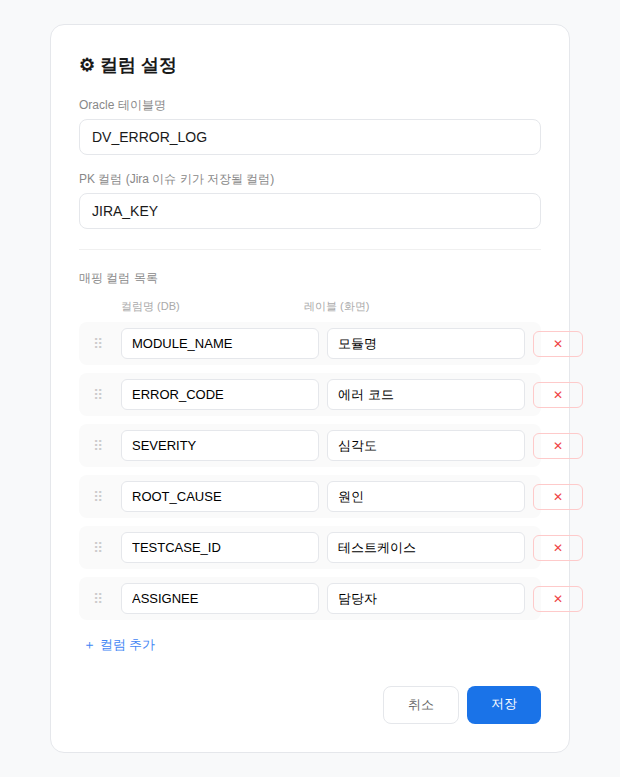 ⚙ 컬럼 설정
Oracle 테이블명
DV_ERROR_LOG
PK 컬럼 (Jira 이슈 키가 저장될 컬럼)
JIRA_KEY
매핑 컬럼 목록
컬럼명 (DB) 레이블 (화면)
MODULE_NAME 모듈명 ✕
ERROR_CODE 에러 코드 ✕
SEVERITY 심각도 ✕
ROOT_CAUSE 원인 ✕
TESTCASE_ID 테스트케이스 ✕
ASSIGNEE 담당자 ✕
+ 컬럼 추가
취소 저장